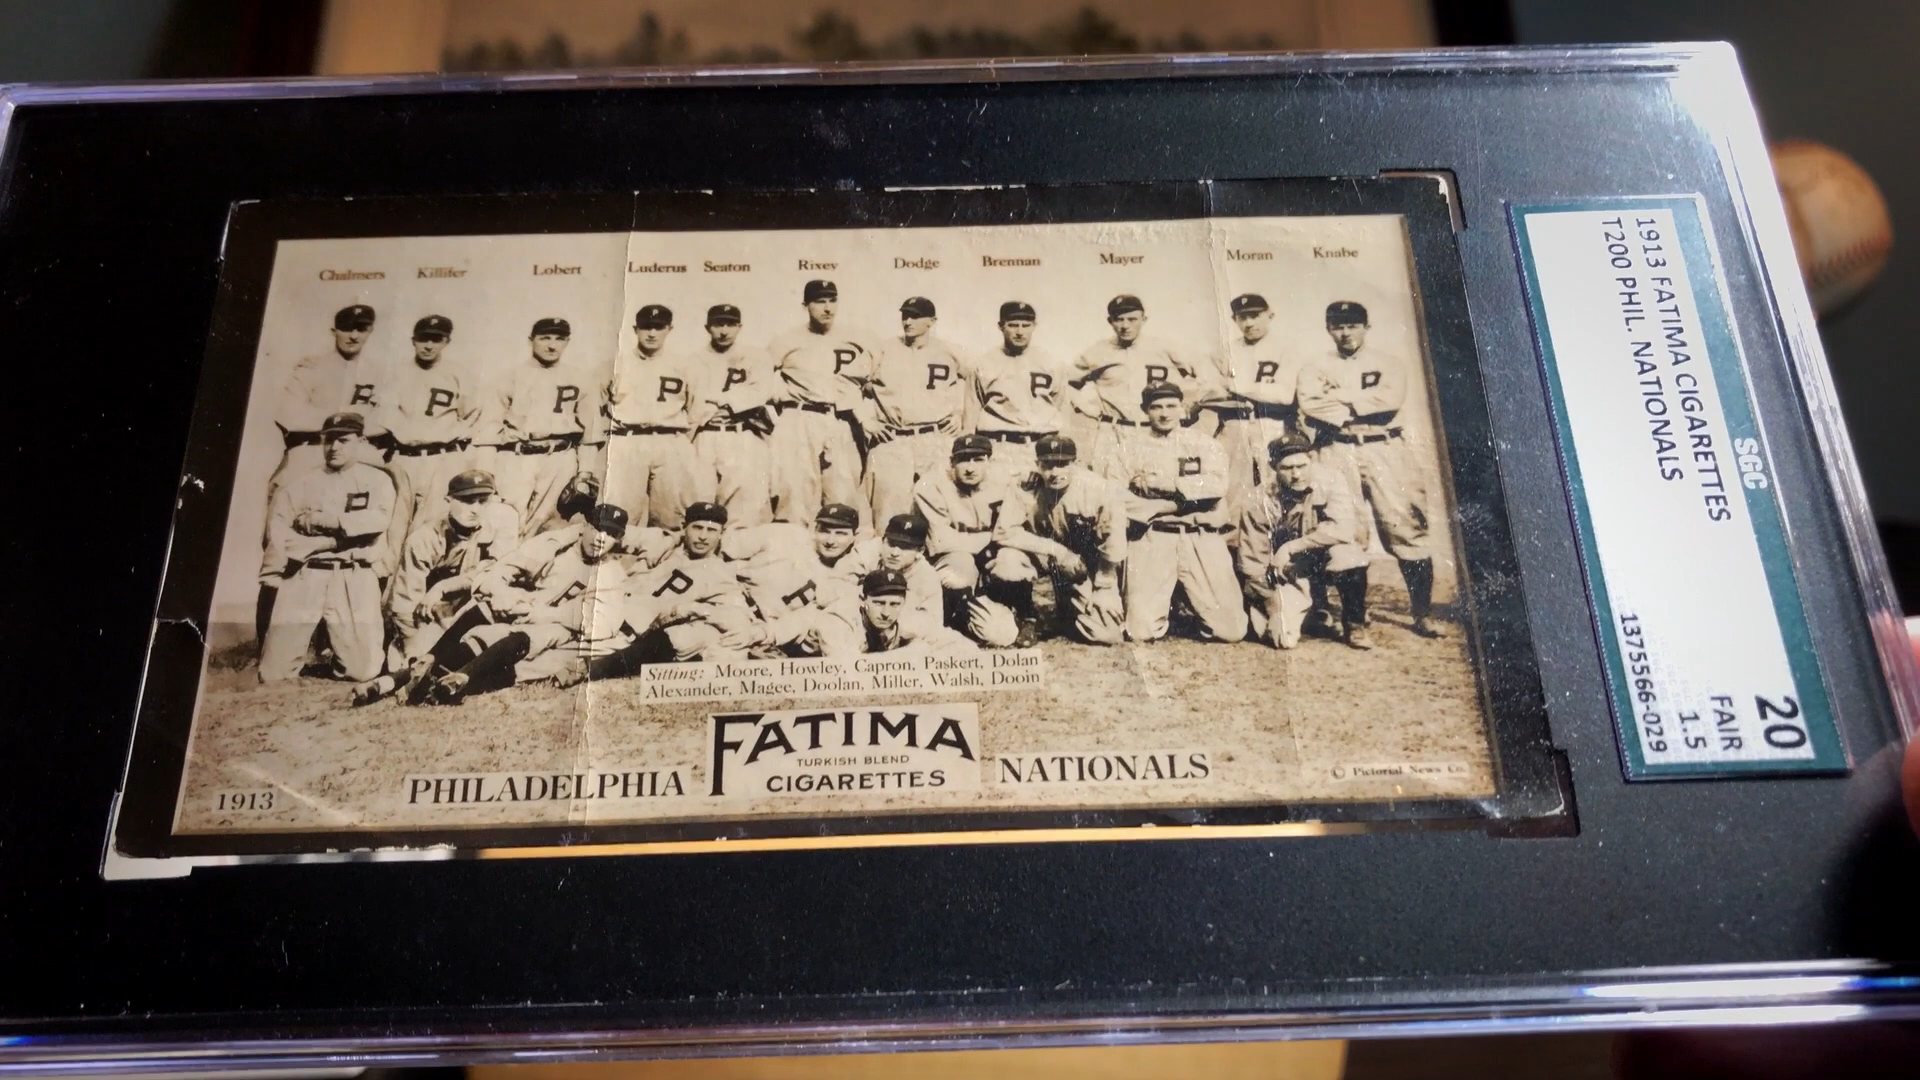 Chalmers Killifer Lobert Luderus Seaton Rixey Dodge Brennan Mayer Moran Knabe
Sitting: Moore, Howley, Capron, Paskert, Dolan
Alexander, Magee, Doolan, Miller, Walsh, Dooin
FATIMA
TURKISH BLEND
CIGARETTES
PHILADELPHIA NATIONALS
1913
© Pictorial News Co.
SGC
1913 FATIMA CIGARETTES
T200 PHIL. NATIONALS
20
FAIR
1.5
1375566-029